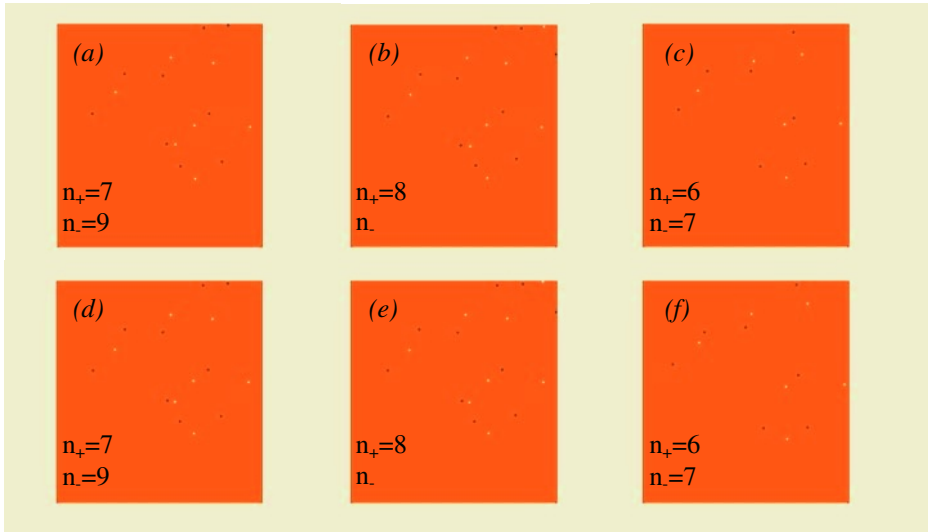 (a)
n₊=7
n₋=9
(b)
n₊=8
n₋
(c)
n₊=6
n₋=7
(d)
n₊=7
n₋=9
(e)
n₊=8
n₋
(f)
n₊=6
n₋=7